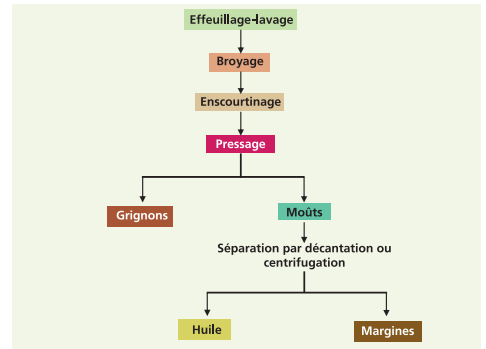 Effeuillage-lavage
Broyage
Enscourtinage
Pressage
Grignons
Moûts
Séparation par décantation ou
centrifugation
Huile
Margines